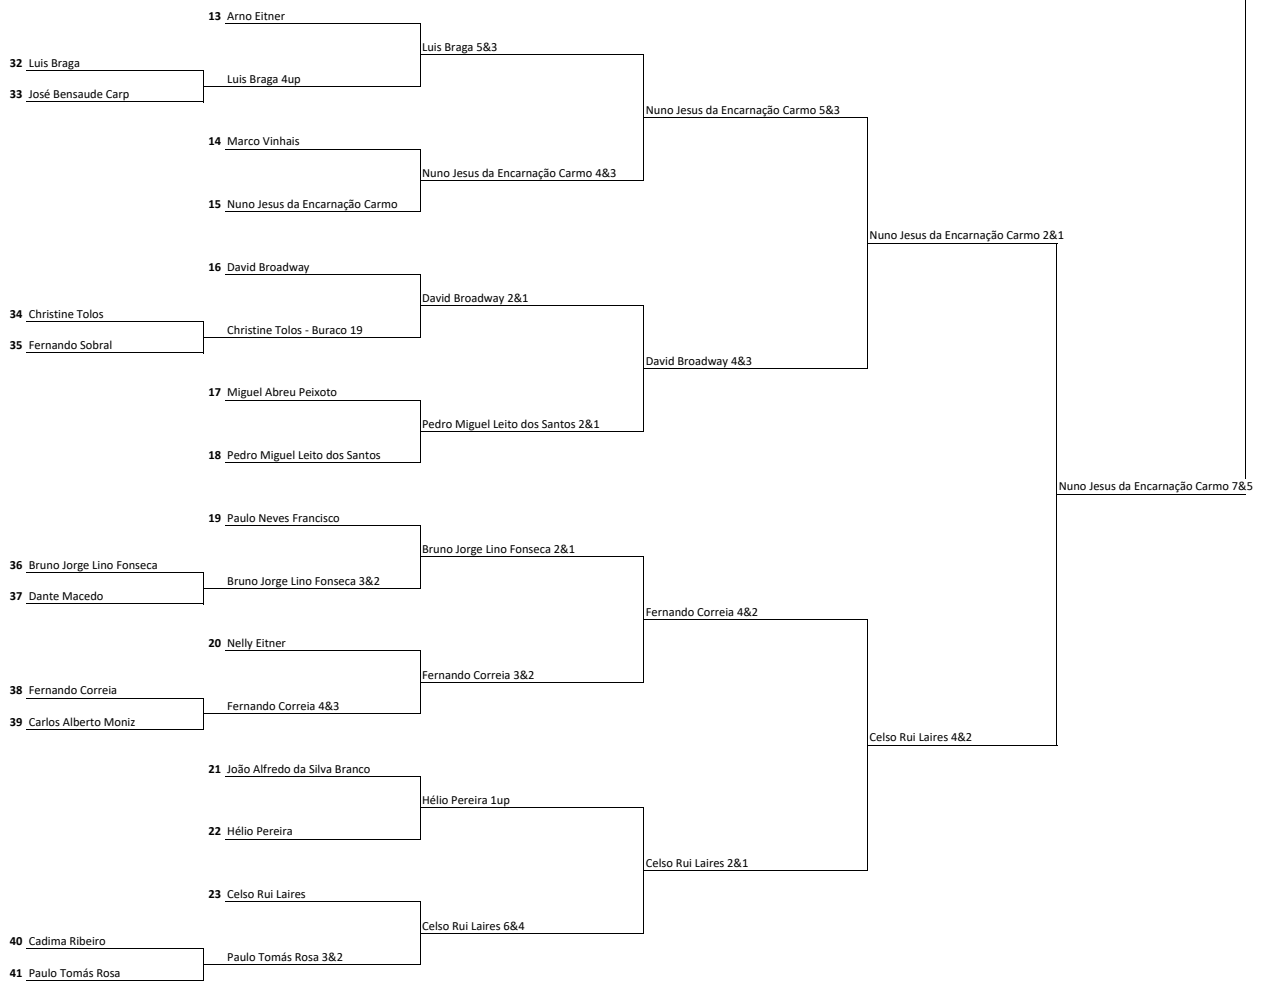 13 Arno Eitner
Luis Braga 5&3
32 Luis Braga
Luis Braga 4up
33 José Bensaude Carp
Nuno Jesus da Encarnação Carmo 5&3
14 Marco Vinhais
Nuno Jesus da Encarnação Carmo 4&3
15 Nuno Jesus da Encarnação Carmo
Nuno Jesus da Encarnação Carmo 2&1
16 David Broadway
David Broadway 2&1
34 Christine Tolos
Christine Tolos - Buraco 19
35 Fernando Sobral
David Broadway 4&3
17 Miguel Abreu Peixoto
Pedro Miguel Leito dos Santos 2&1
18 Pedro Miguel Leito dos Santos
Nuno Jesus da Encarnação Carmo 7&5
19 Paulo Neves Francisco
Bruno Jorge Lino Fonseca 2&1
36 Bruno Jorge Lino Fonseca
Bruno Jorge Lino Fonseca 3&2
37 Dante Macedo
Fernando Correia 4&2
20 Nelly Eitner
Fernando Correia 3&2
38 Fernando Correia
Fernando Correia 4&3
39 Carlos Alberto Moniz
Celso Rui Laires 4&2
21 João Alfredo da Silva Branco
Hélio Pereira 1up
22 Hélio Pereira
Celso Rui Laires 2&1
23 Celso Rui Laires
Celso Rui Laires 6&4
40 Cadima Ribeiro
Paulo Tomás Rosa 3&2
41 Paulo Tomás Rosa